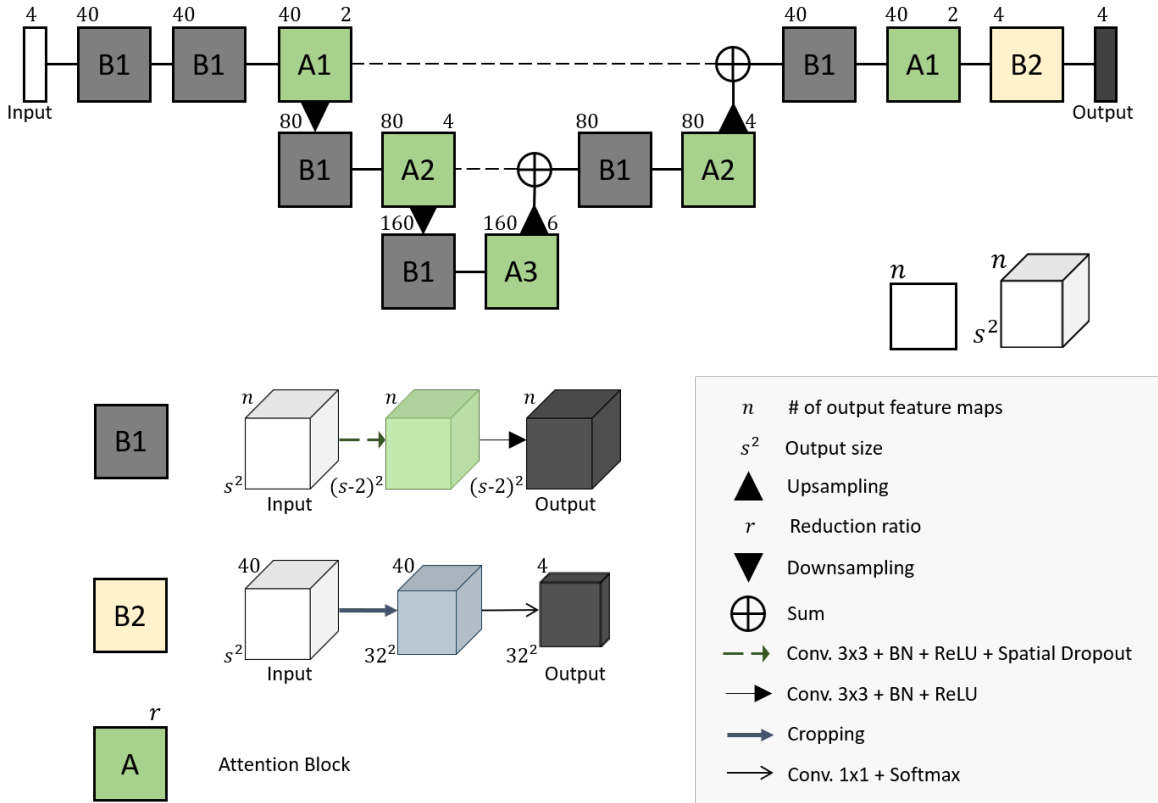 4 40 40 40 2 40 40 2 4 4
B1 B1 A1 B1 A1 B2
Input Output
80 80 4 80 80 4
B1 A2 B1 A2
160 160 6
B1 A3
n n
s²
n n n
B1
s² (s-2)² (s-2)²
Input Output
40 40 4
B2
s² 32² 32²
Input Output
r
A Attention Block
n # of output feature maps
s² Output size
Upsampling
r Reduction ratio
Downsampling
Sum
Conv. 3x3 + BN + ReLU + Spatial Dropout
Conv. 3x3 + BN + ReLU
Cropping
Conv. 1x1 + Softmax